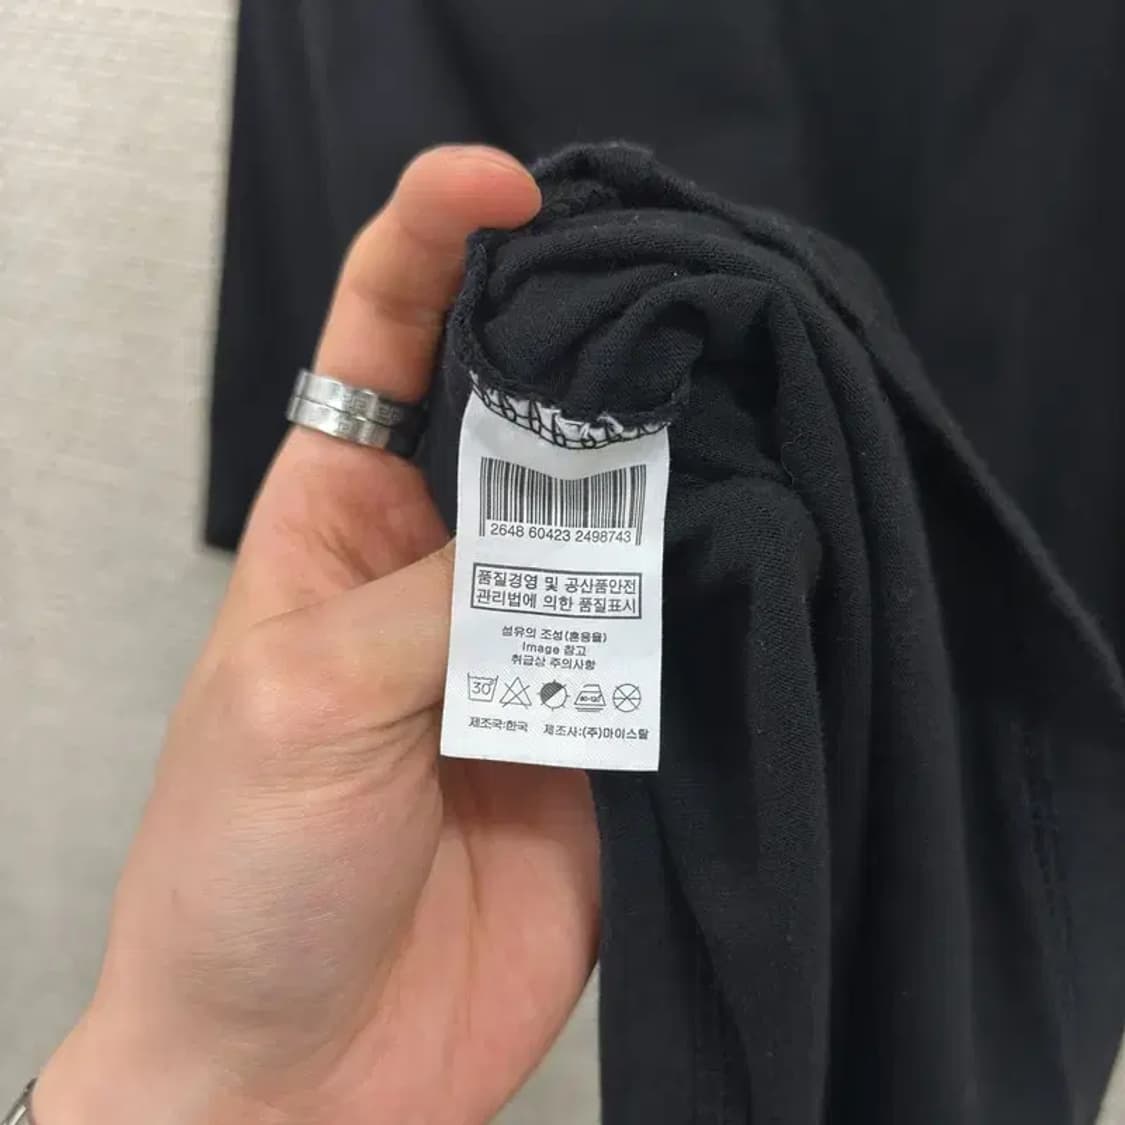 2648 60423 2498743
품질경영 및 공산품안전
관리법에 의한 품질표시
섬유의 조성(혼용율)
Image 참고
취급상 주의사항
30
80-120
제조국:한국 제조사:(주)마이스탈